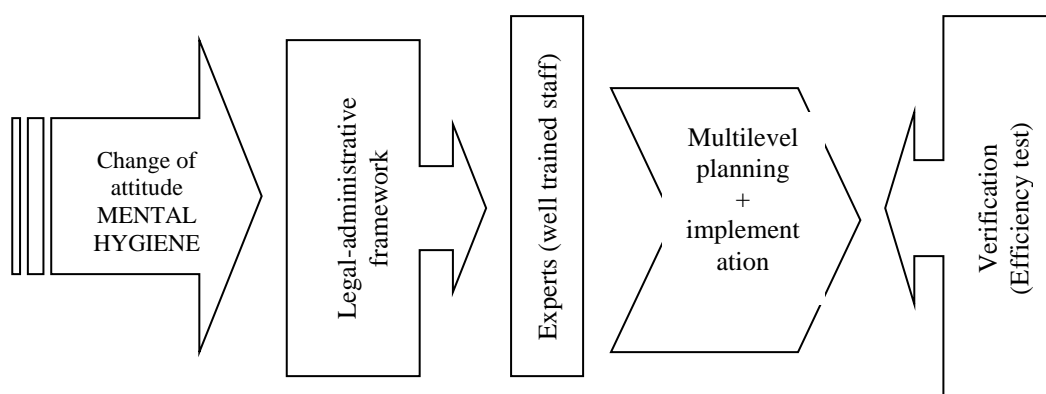 Change of
attitude
MENTAL
HYGIENE
Legal-administrative
framework
Experts (well trained staff)
Multilevel
planning
+
implement
ation
Verification
(Efficiency test)